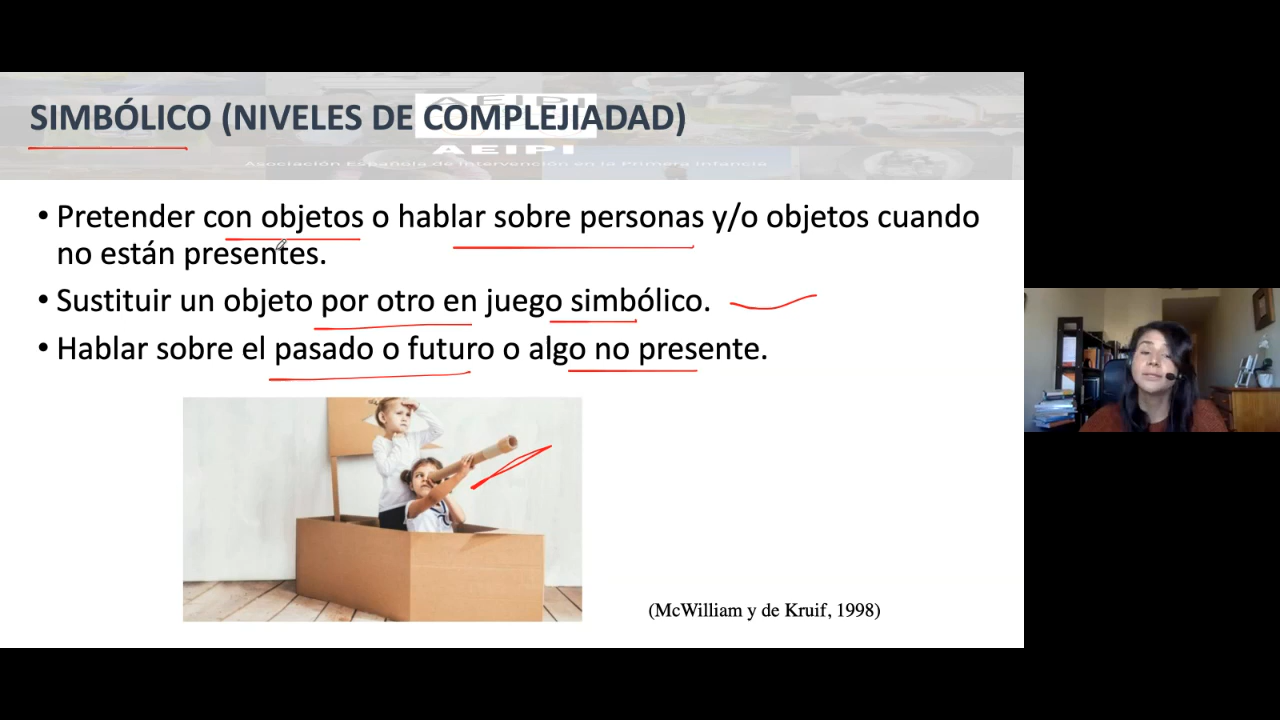 AEIPI
SIMBÓLICO (NIVELES DE COMPLEJIADAD)
AEIPI
Asociación Española de Intervención en la Primera Infancia
• Pretender con objetos o hablar sobre personas y/o objetos cuando
no están presentes.
• Sustituir un objeto por otro en juego simbólico.
• Hablar sobre el pasado o futuro o algo no presente.
(McWilliam y de Kruif, 1998)